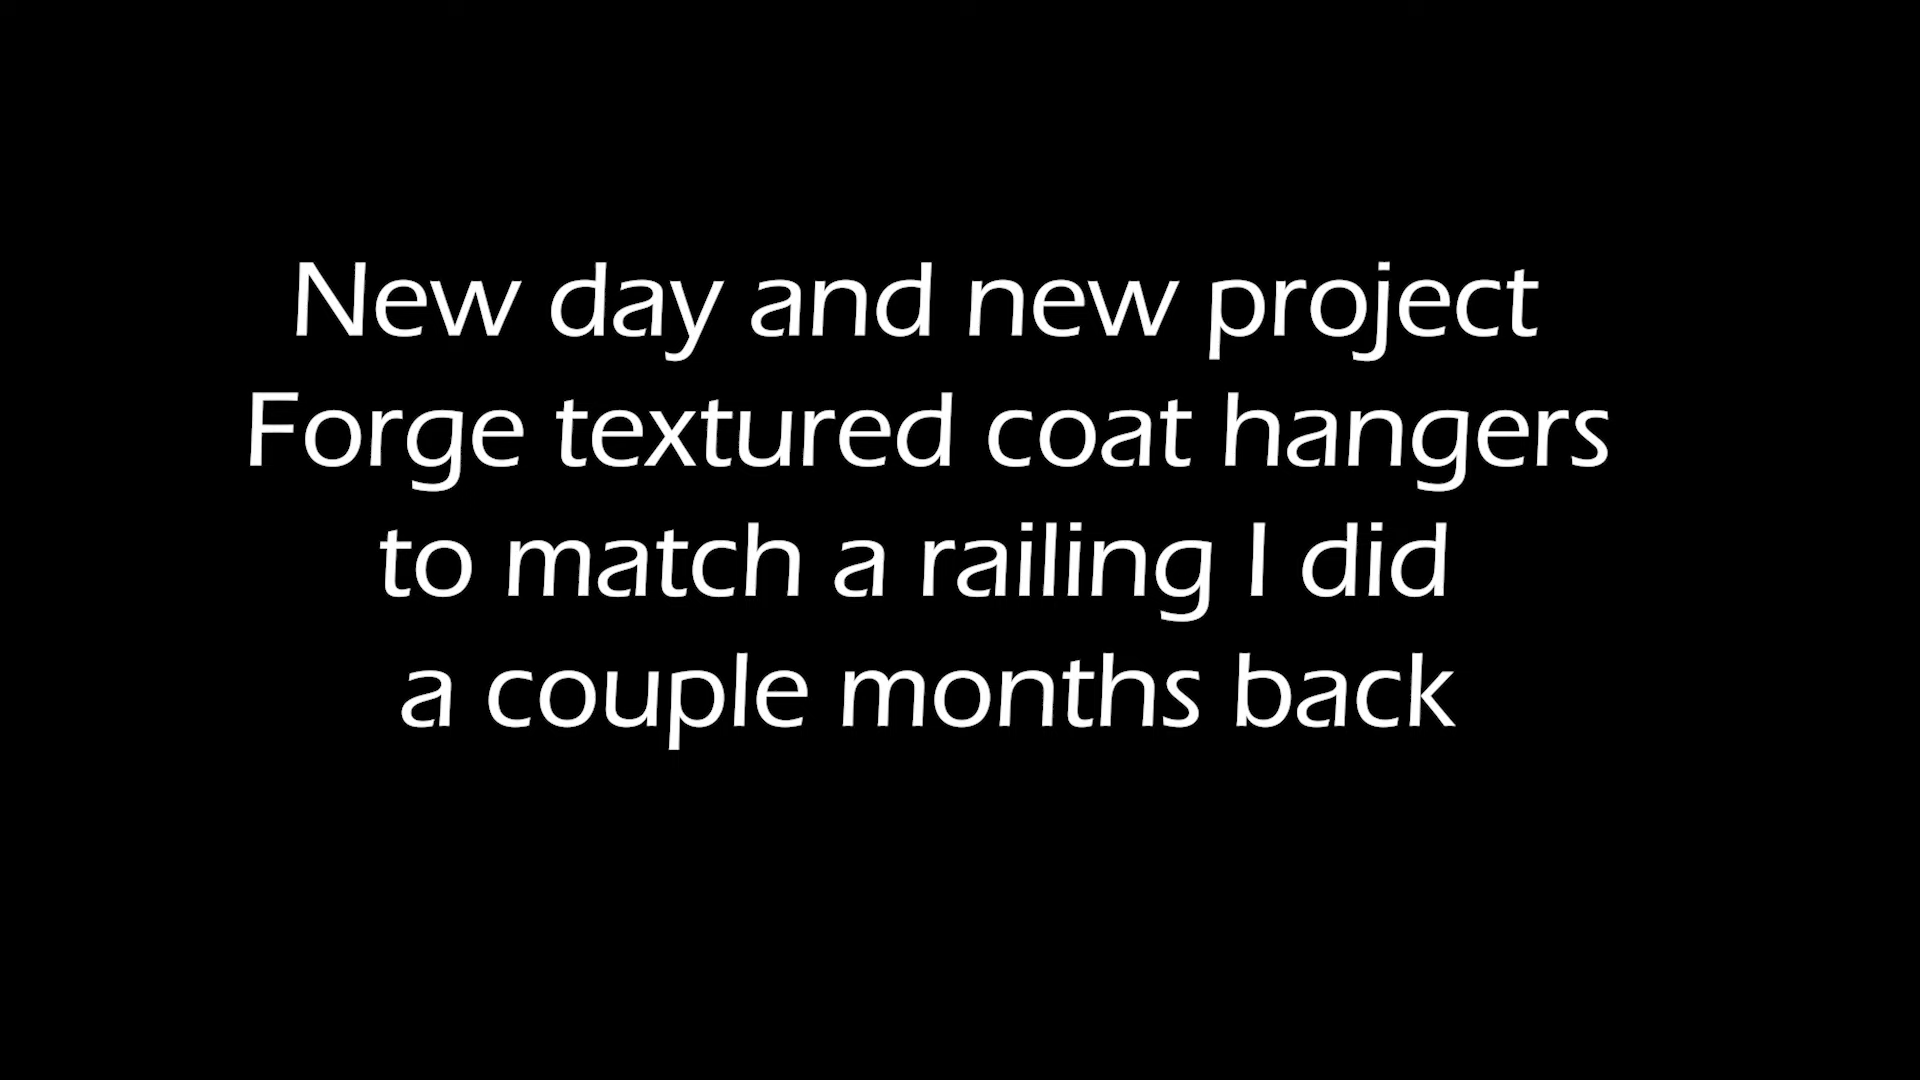 New day and new project
Forge textured coat hangers
to match a railing I did
a couple months back